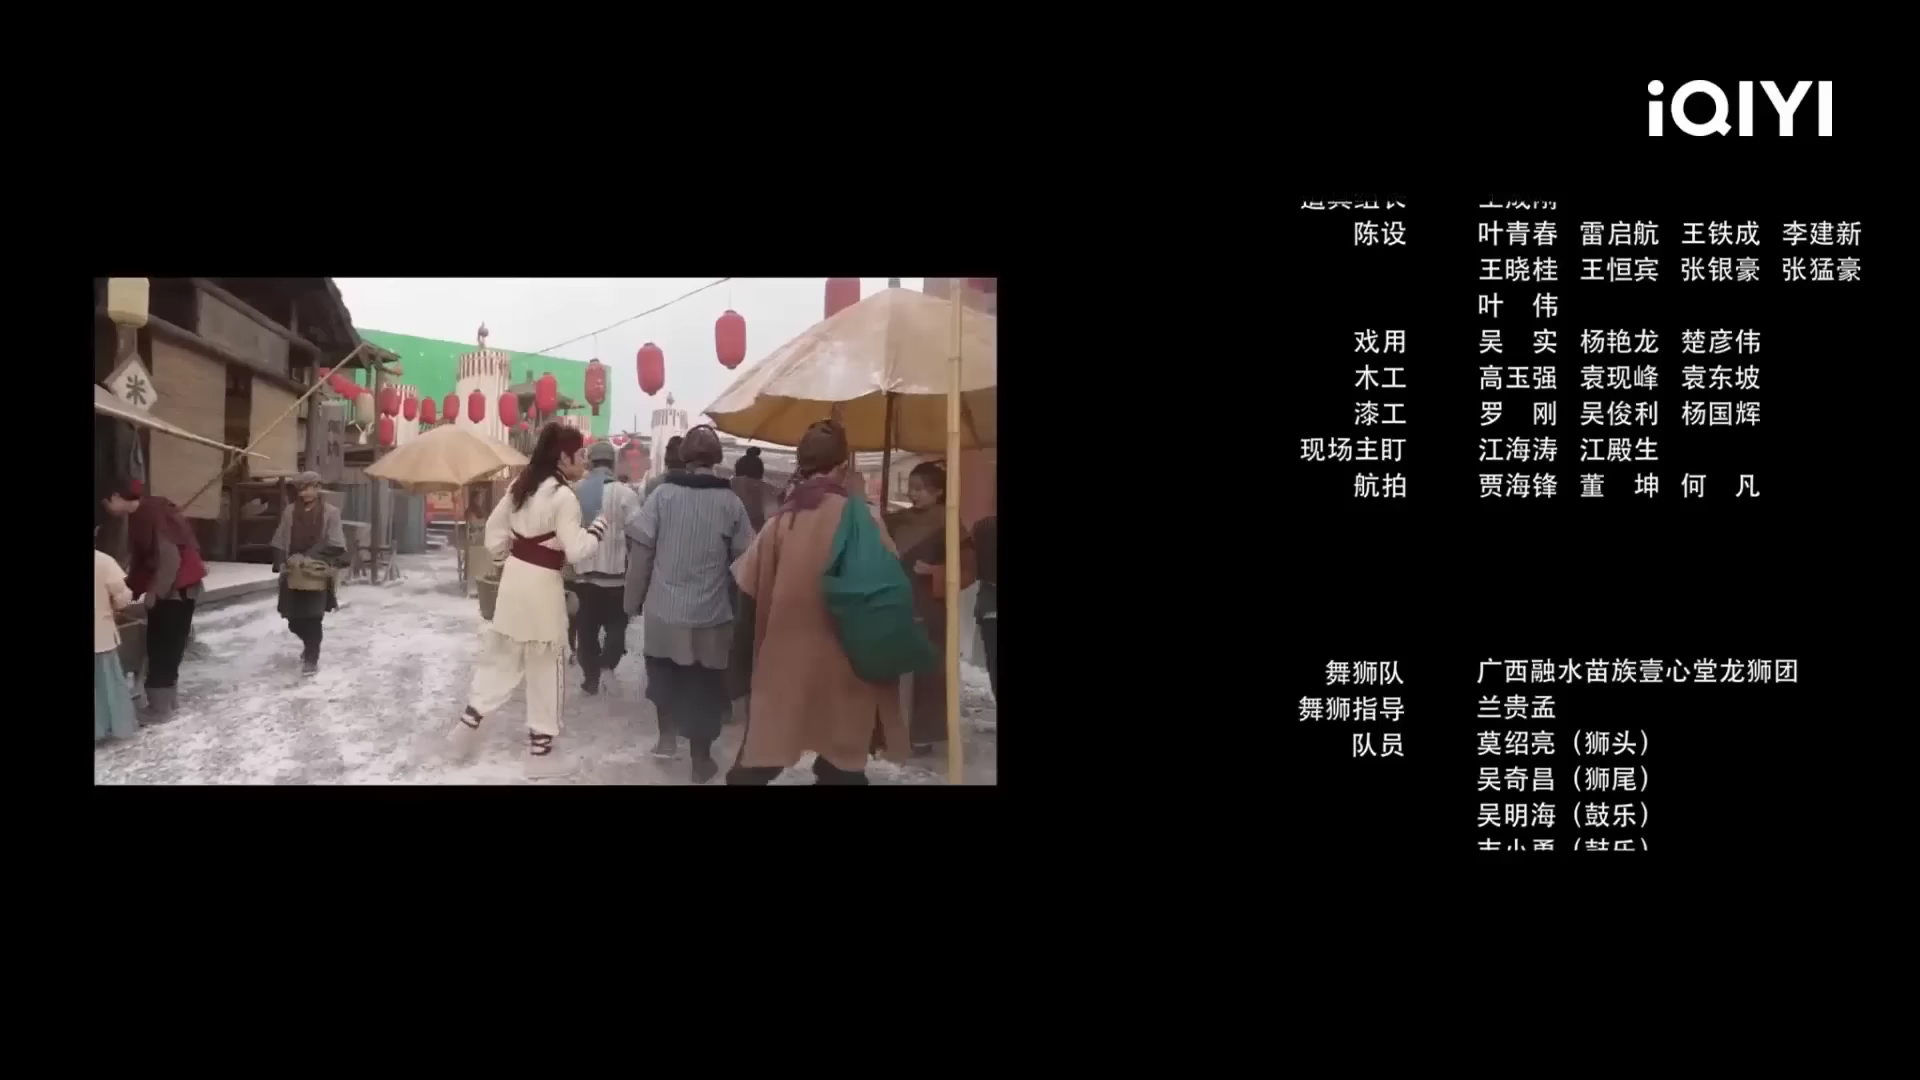 iQIYI
陈设 叶青春 雷启航 王铁成 李建新
王晓桂 王恒宾 张银豪 张猛豪
叶 伟
戏用 吴 实 杨艳龙 楚彦伟
木工 高玉强 袁现峰 袁东坡
漆工 罗 刚 吴俊利 杨国辉
现场主盯 江海涛 江殿生
航拍 贾海锋 董 坤 何 凡
米
舞狮队 广西融水苗族壹心堂龙狮团
舞狮指导 兰贵孟
队员 莫绍亮（狮头）
吴奇昌（狮尾）
吴明海（鼓乐）